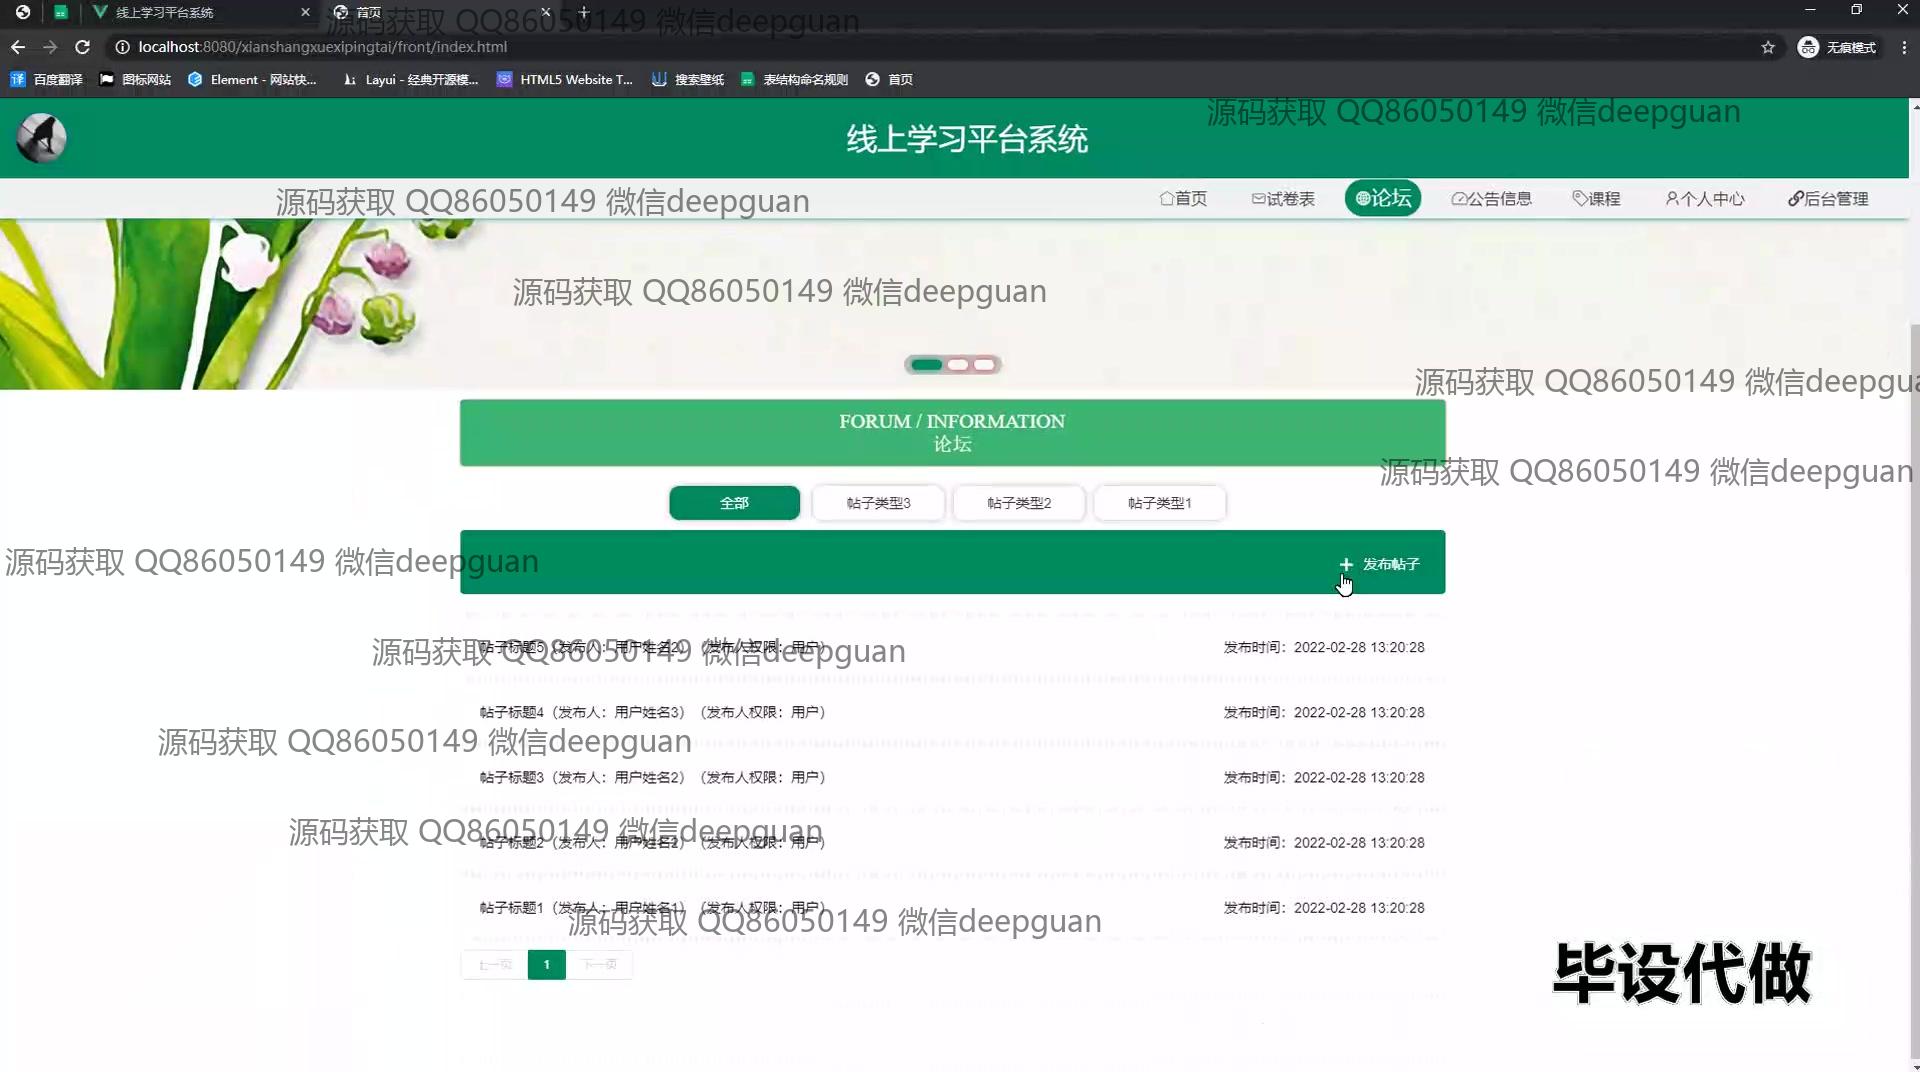 线上学习平台系统
首页
源码获取 QQ86050149 微信deepguan
localhost:8080/xianshangxuexipingtai/front/index.html
无痕模式
百度翻译
图标网站
Element - 网站快...
Layui - 经典开源模...
HTML5 Website T...
搜索壁纸
表结构命名规则
首页
源码获取 QQ86050149 微信deepguan
线上学习平台系统
源码获取 QQ86050149 微信deepguan
首页
试卷表
论坛
公告信息
课程
个人中心
后台管理
源码获取 QQ86050149 微信deepguan
源码获取 QQ86050149 微信deepgua
FORUM / INFORMATION
论坛
源码获取 QQ86050149 微信deepguan
全部
帖子类型3
帖子类型2
帖子类型1
源码获取 QQ86050149 微信deepguan
+ 发布帖子
帖子标题5（发布人：用户姓名2）（发布人权限：用户） 发布时间：2022-02-28 13:20:28
源码获取 QQ86050149 微信deepguan
帖子标题4（发布人：用户姓名3）（发布人权限：用户） 发布时间：2022-02-28 13:20:28
源码获取 QQ86050149 微信deepguan
帖子标题3（发布人：用户姓名2）（发布人权限：用户） 发布时间：2022-02-28 13:20:28
源码获取 QQ86050149 微信deepguan
帖子标题2（发布人：用户姓名2）（发布人权限：用户） 发布时间：2022-02-28 13:20:28
帖子标题1（发布人：用户姓名1）（发布人权限：用户） 发布时间：2022-02-28 13:20:28
源码获取 QQ86050149 微信deepguan
上一页 1 下一页
毕设代做